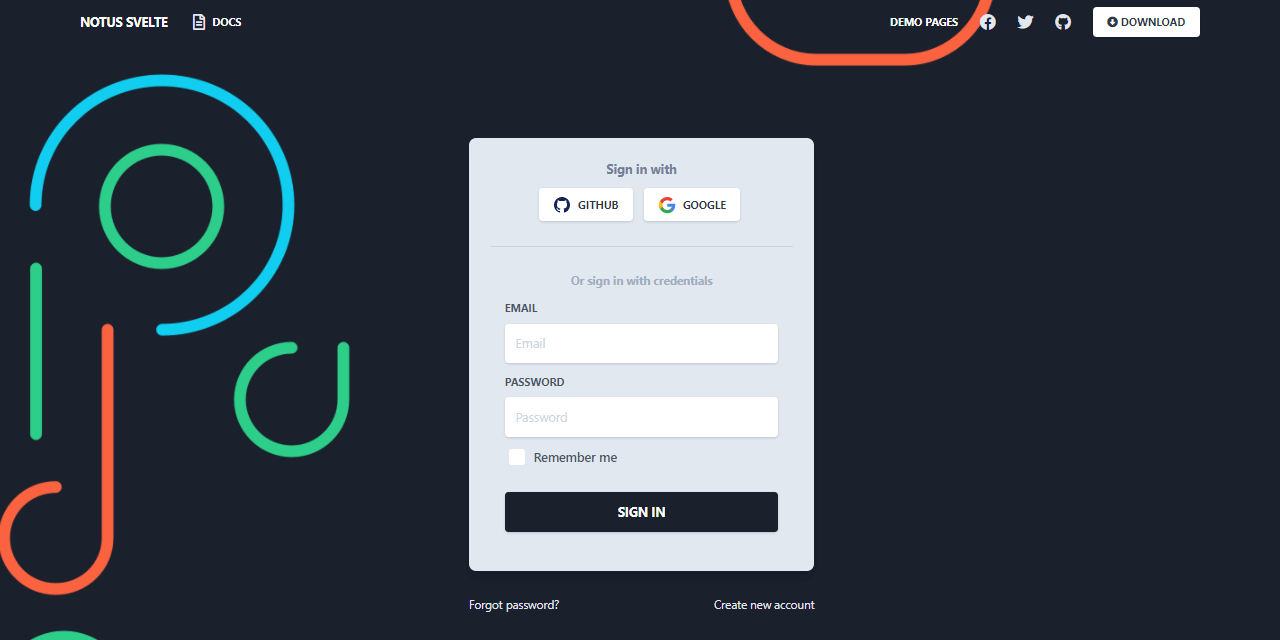 NOTUS SVELTE DOCS DEMO PAGES DOWNLOAD
Sign in with
GITHUB GOOGLE
Or sign in with credentials
EMAIL
Email
PASSWORD
Password
Remember me
SIGN IN
Forgot password? Create new account